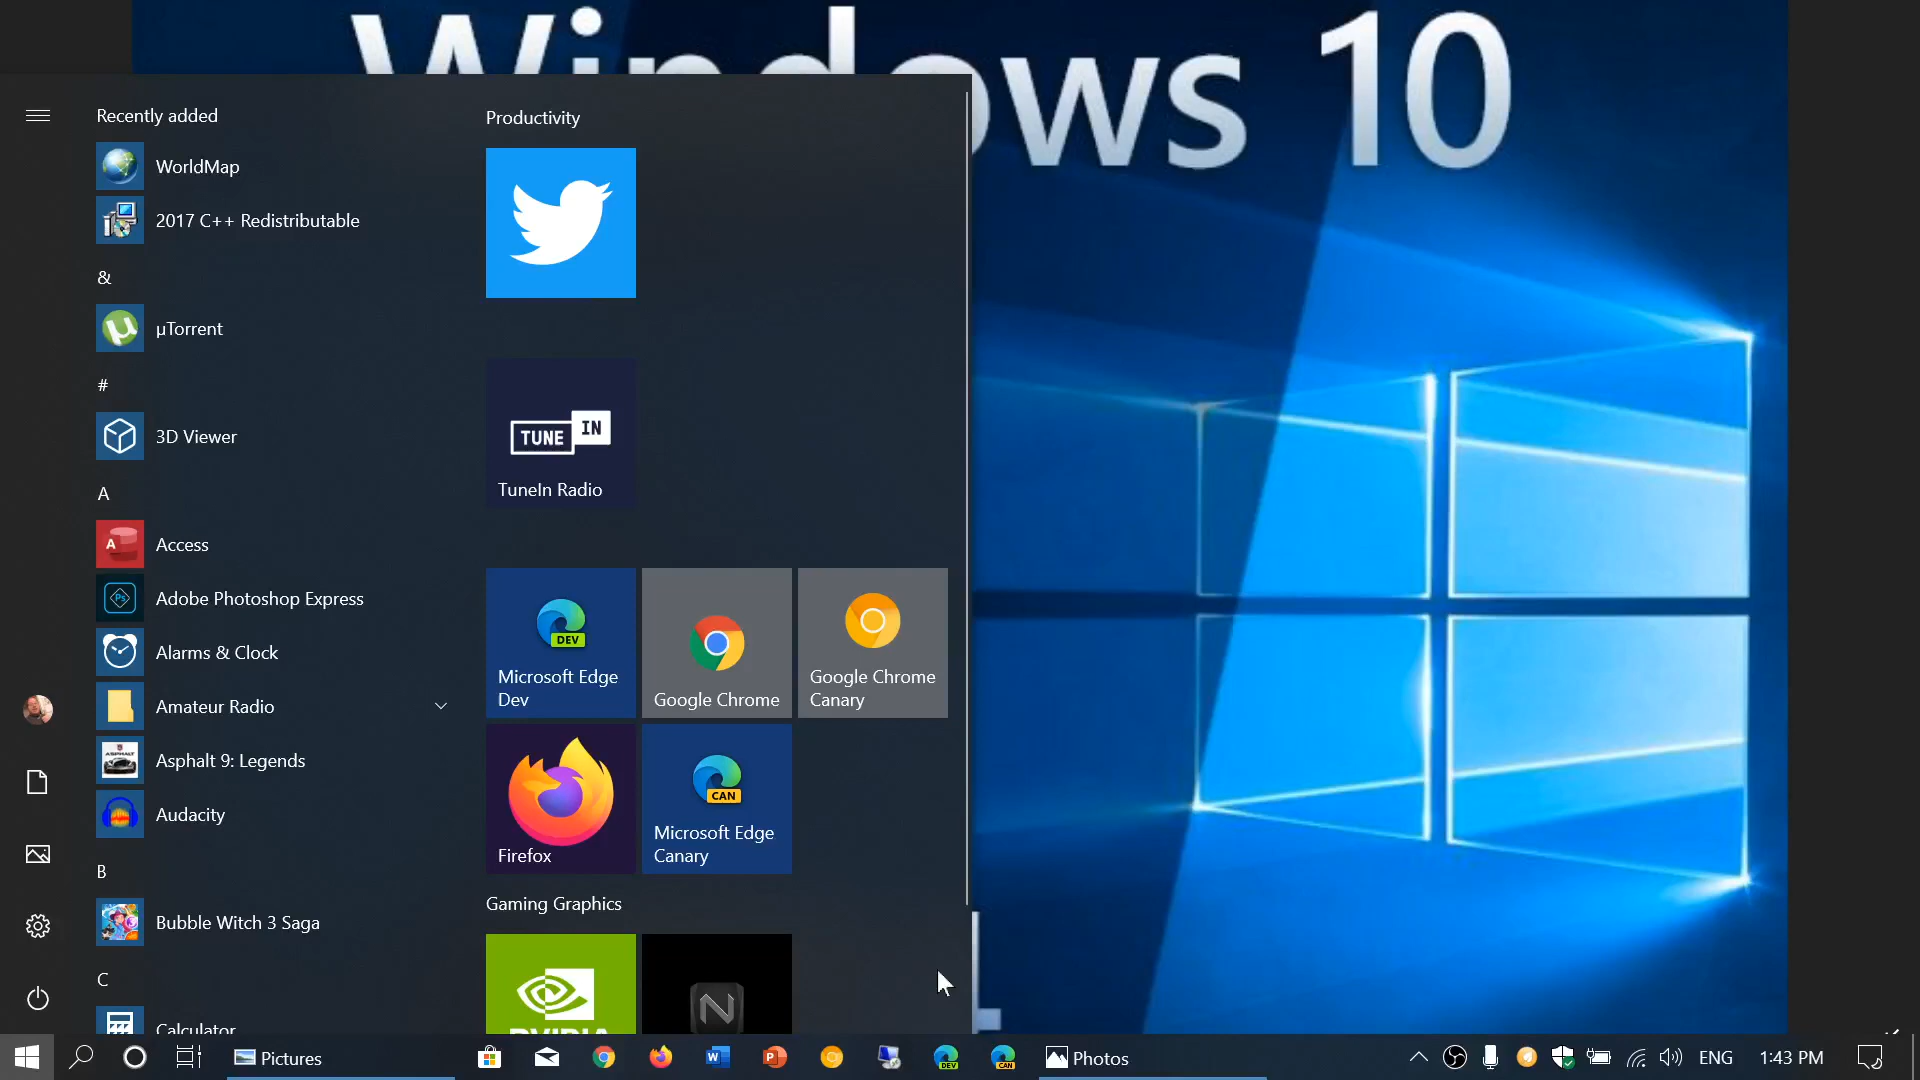 Windows 10
Recently added
WorldMap
2017 C++ Redistributable
&
µTorrent
#
3D Viewer
A
Access
Adobe Photoshop Express
Alarms & Clock
Amateur Radio
Asphalt 9: Legends
Audacity
B
Bubble Witch 3 Saga
C
Calculator
Productivity
TUNE IN
TuneIn Radio
DEV
Microsoft Edge
Dev
Google Chrome
Google Chrome
Canary
Firefox
CAN
Microsoft Edge
Canary
Gaming Graphics
NVIDIA
N
Pictures
Photos
ENG
1:43 PM